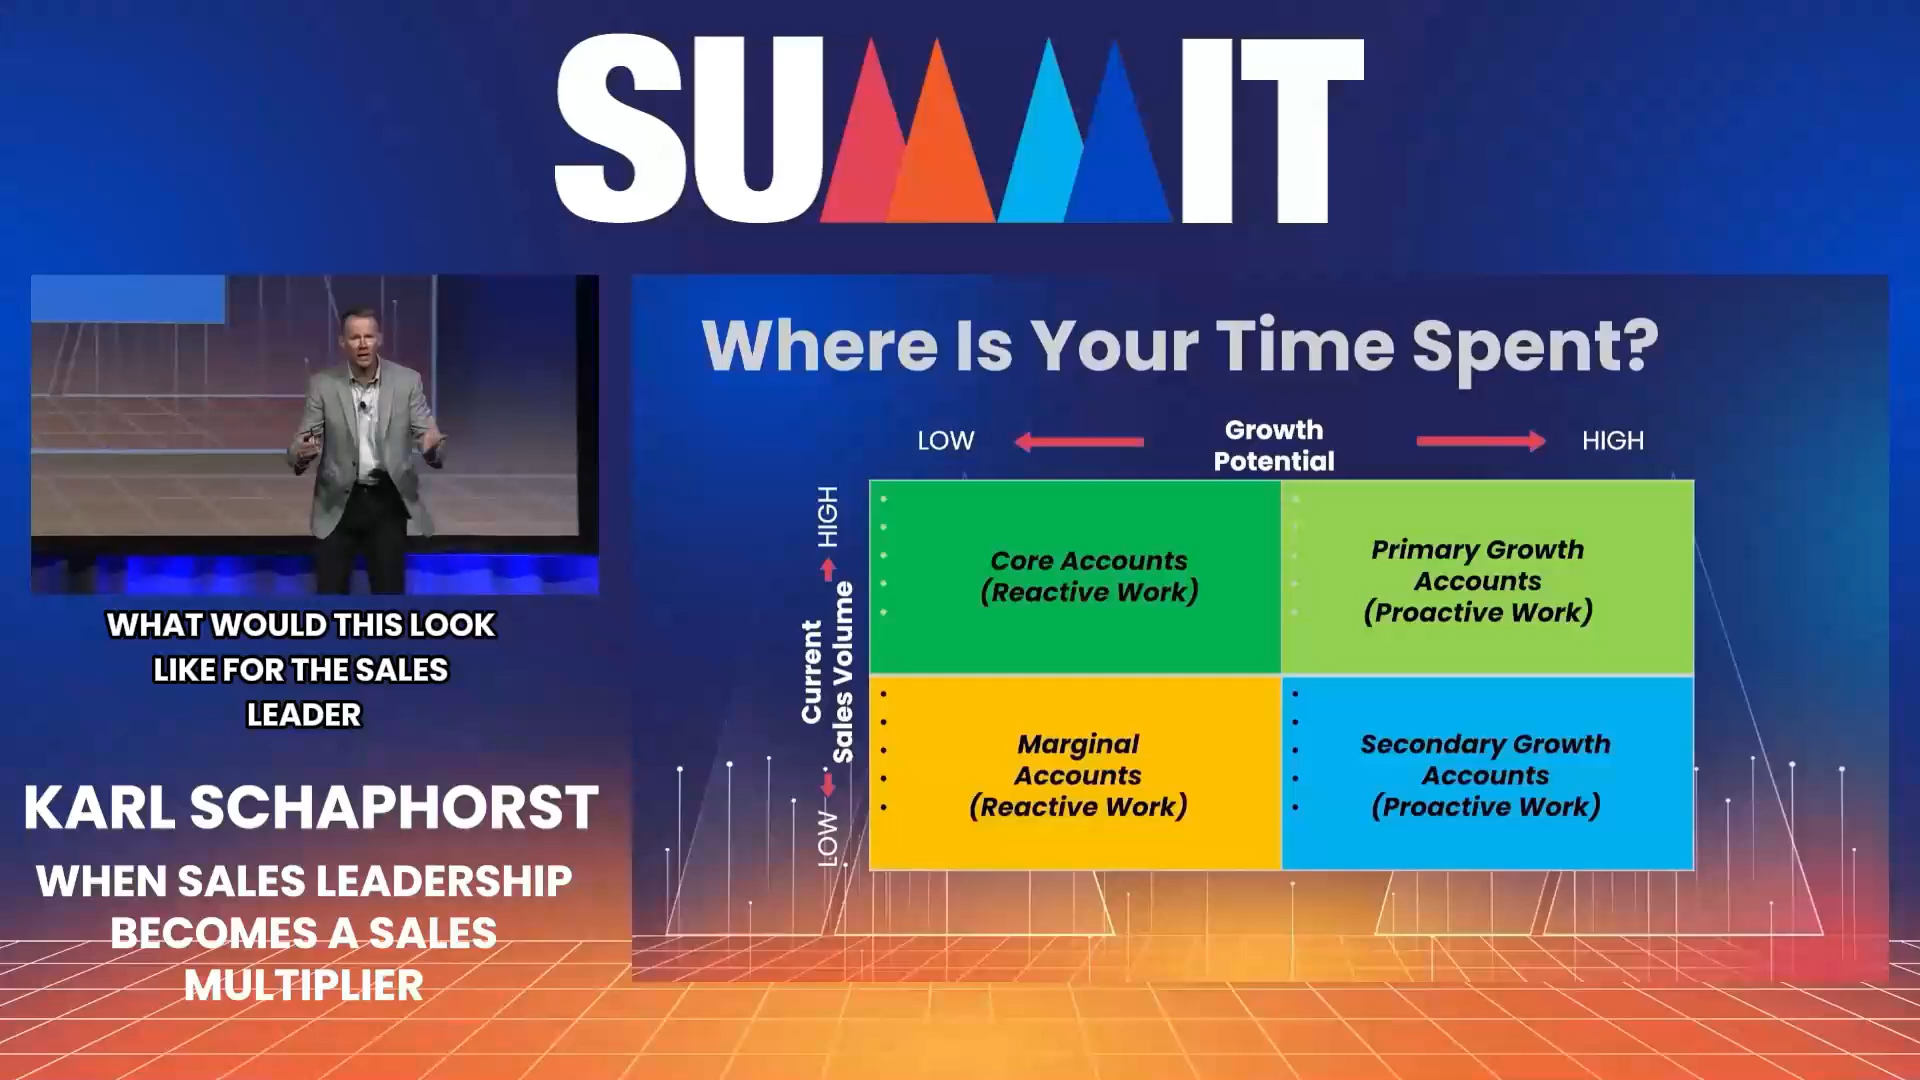 SUMMIT
Where Is Your Time Spent?
LOW
Growth
Potential
HIGH
HIGH
Current
Sales Volume
LOW
Core Accounts
(Reactive Work)
Primary Growth
Accounts
(Proactive Work)
Marginal
Accounts
(Reactive Work)
Secondary Growth
Accounts
(Proactive Work)
WHAT WOULD THIS LOOK
LIKE FOR THE SALES
LEADER
KARL SCHAPHORST
WHEN SALES LEADERSHIP
BECOMES A SALES
MULTIPLIER